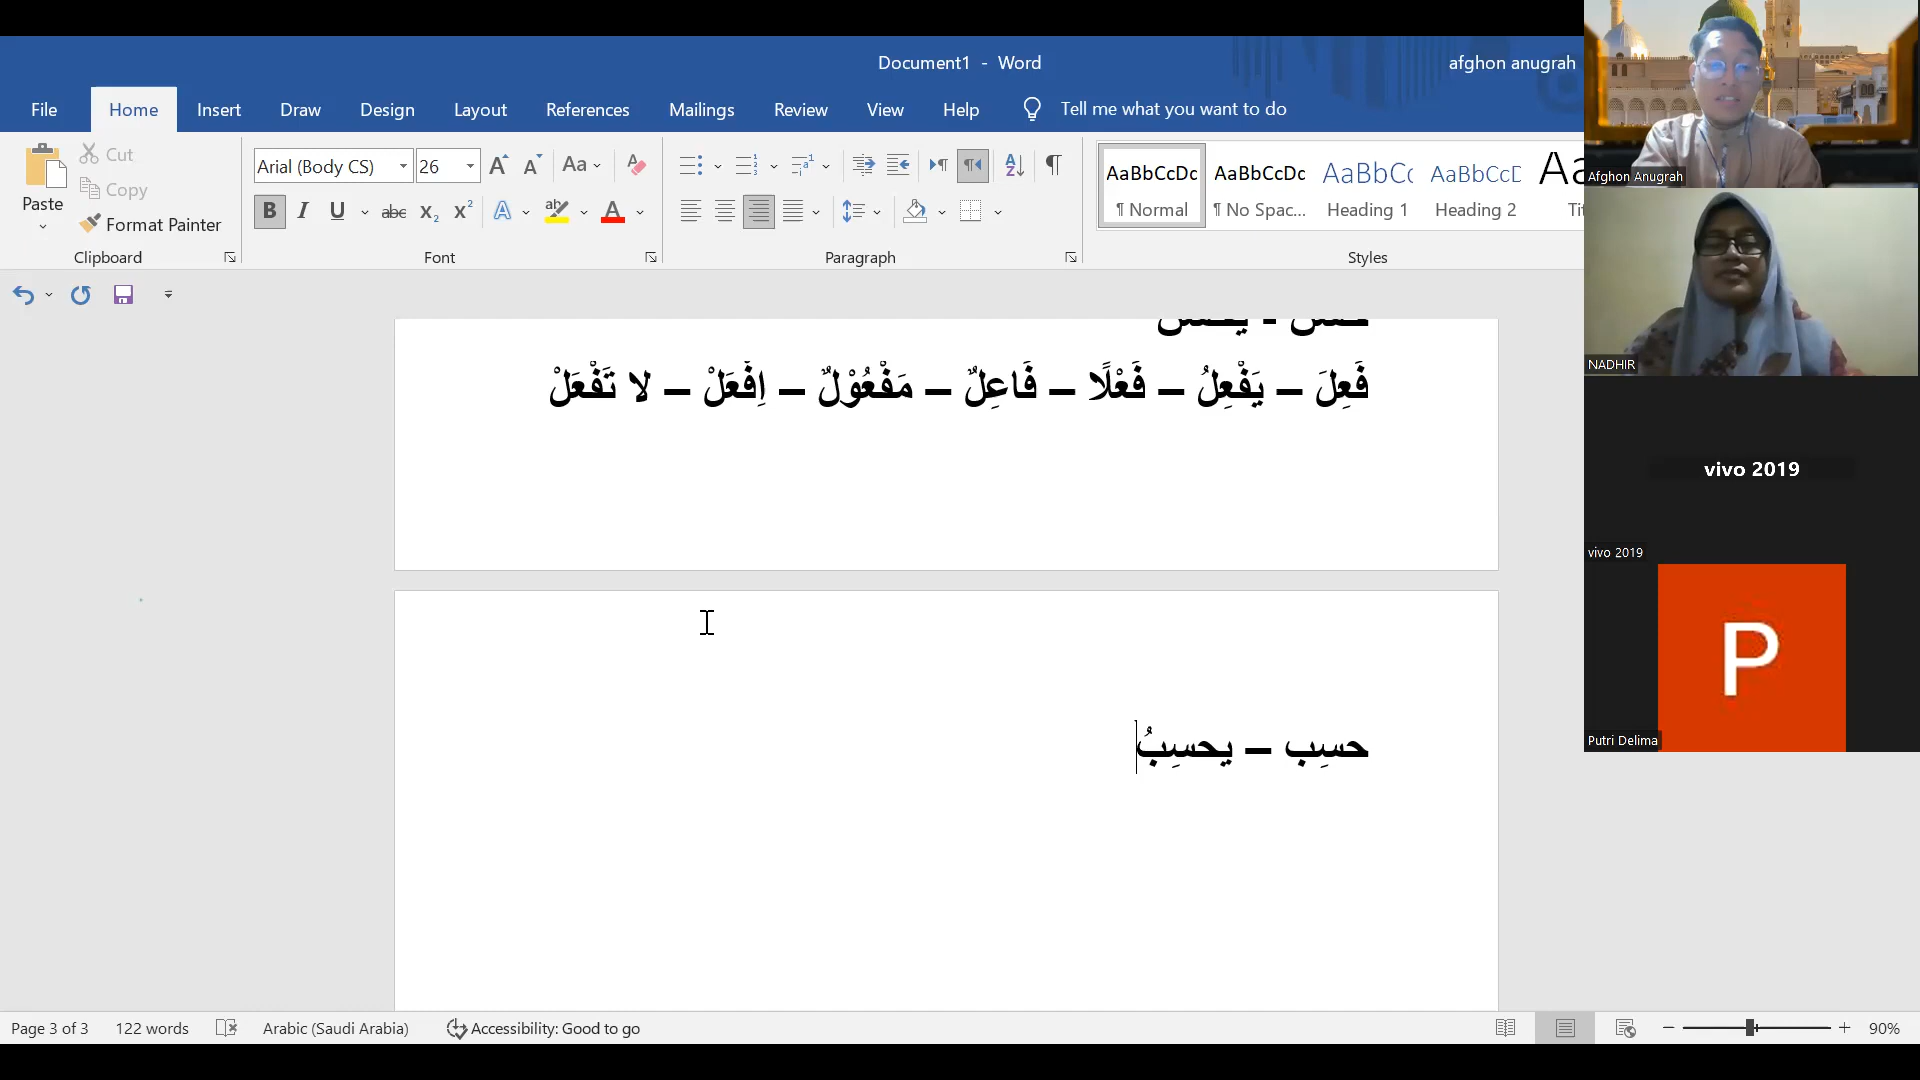 Document1 - Word
afghon anugrah
File Home Insert Draw Design Layout References Mailings Review View Help Tell me what you want to do
Paste
Cut
Copy
Format Painter
Clipboard
Arial (Body CS) 26
Font
Paragraph
AaBbCcDc AaBbCcDc AaBbCc AaBbCcD Aa
¶ Normal ¶ No Spac... Heading 1 Heading 2 Tit
Styles
فَعِلَ – يَفْعِلُ – فَعْلًا – فَاعِلٌ – مَفْعُوْلٌ – اِفْعَلْ – لا تَفْعَلْ
حسِب – يحسِبُ
Page 3 of 3 122 words Arabic (Saudi Arabia) Accessibility: Good to go 90%
Afghon Anugrah
NADHIR
vivo 2019
vivo 2019
P
Putri Delima